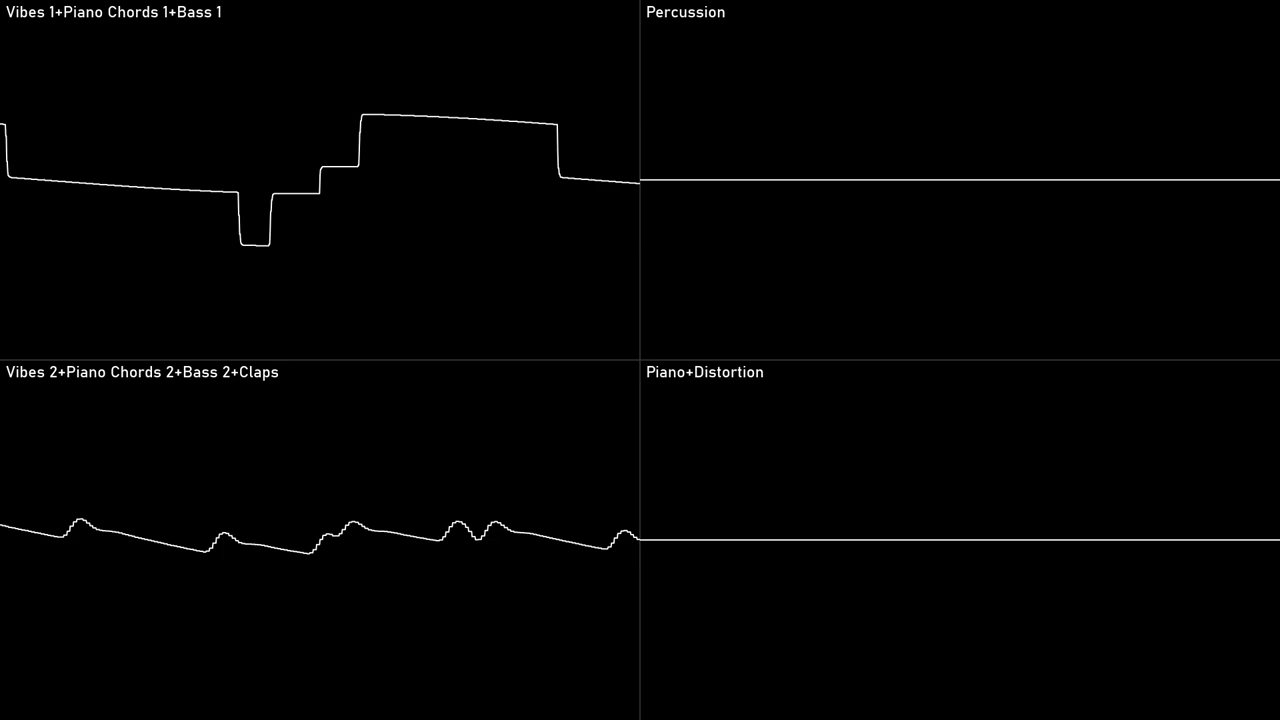 Vibes 1+Piano Chords 1+Bass 1
Percussion
Vibes 2+Piano Chords 2+Bass 2+Claps
Piano+Distortion